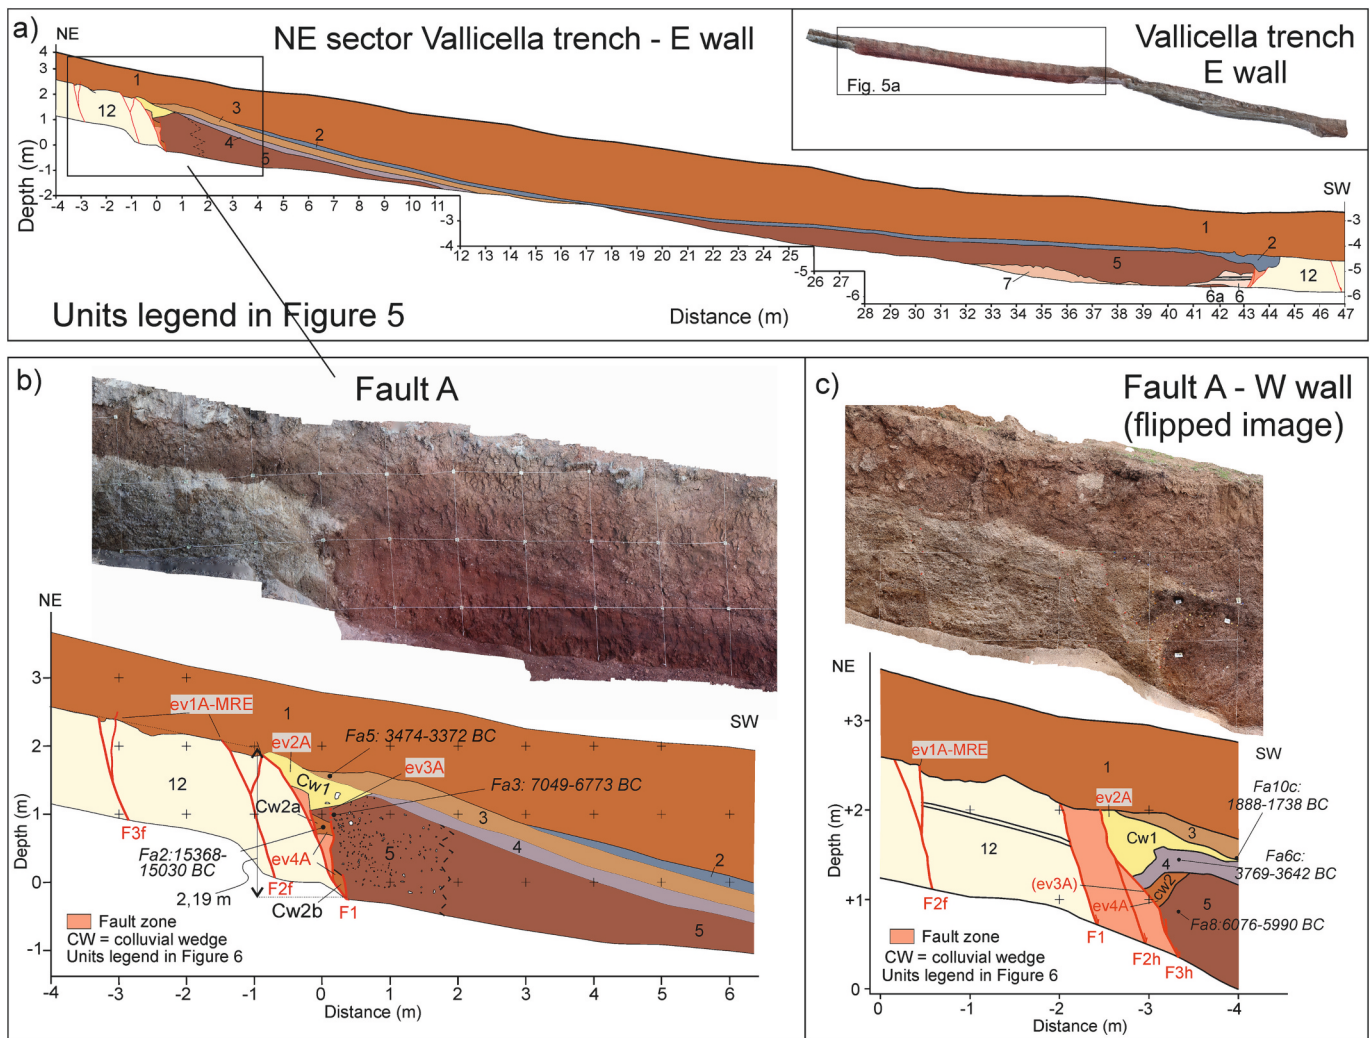 a)
NE
NE sector Vallicella trench - E wall
Vallicella trench
E wall
Fig. 5a
4
3
2
1
0
-1
-2
Depth (m)
1
12
3
4
5
2
-4 -3 -2 -1 0 1 2 3 4 5 6 7 8 9 10 11
-3
-4
12 13 14 15 16 17 18 19 20 21 22 23 24 25
-5
26 27
-6
28 29 30 31 32 33 34 35 36 37 38 39 40 41 42 43 44 45 46 47
SW
-3
-4
-5
-6
1
2
5
12
7
6a 6
Distance (m)
Units legend in Figure 5
b)
Fault A
NE
SW
3
2
1
0
-1
Depth (m)
ev1A-MRE
1
ev2A
Fa5: 3474-3372 BC
ev3A
Cw1
Fa3: 7049-6773 BC
12
Cw2a
3
F3f
4
Fa2:15368-
15030 BC
ev4A
5
2
2,19 m
F2f
Cw2b
F1
5
Fault zone
CW = colluvial wedge
Units legend in Figure 6
-4 -3 -2 -1 0 1 2 3 4 5 6
Distance (m)
c)
Fault A - W wall
(flipped image)
NE
SW
+3
+2
+1
0
Depth (m)
ev1A-MRE
1
ev2A
Fa10c:
1888-1738 BC
Cw1
3
12
4
Fa6c:
3769-3642 BC
(ev3A)
cw2
ev4A
5
Fa8:6076-5990 BC
F2f
F1
F2h
F3h
Fault zone
CW = colluvial wedge
Units legend in Figure 6
0 -1 -2 -3 -4
Distance (m)